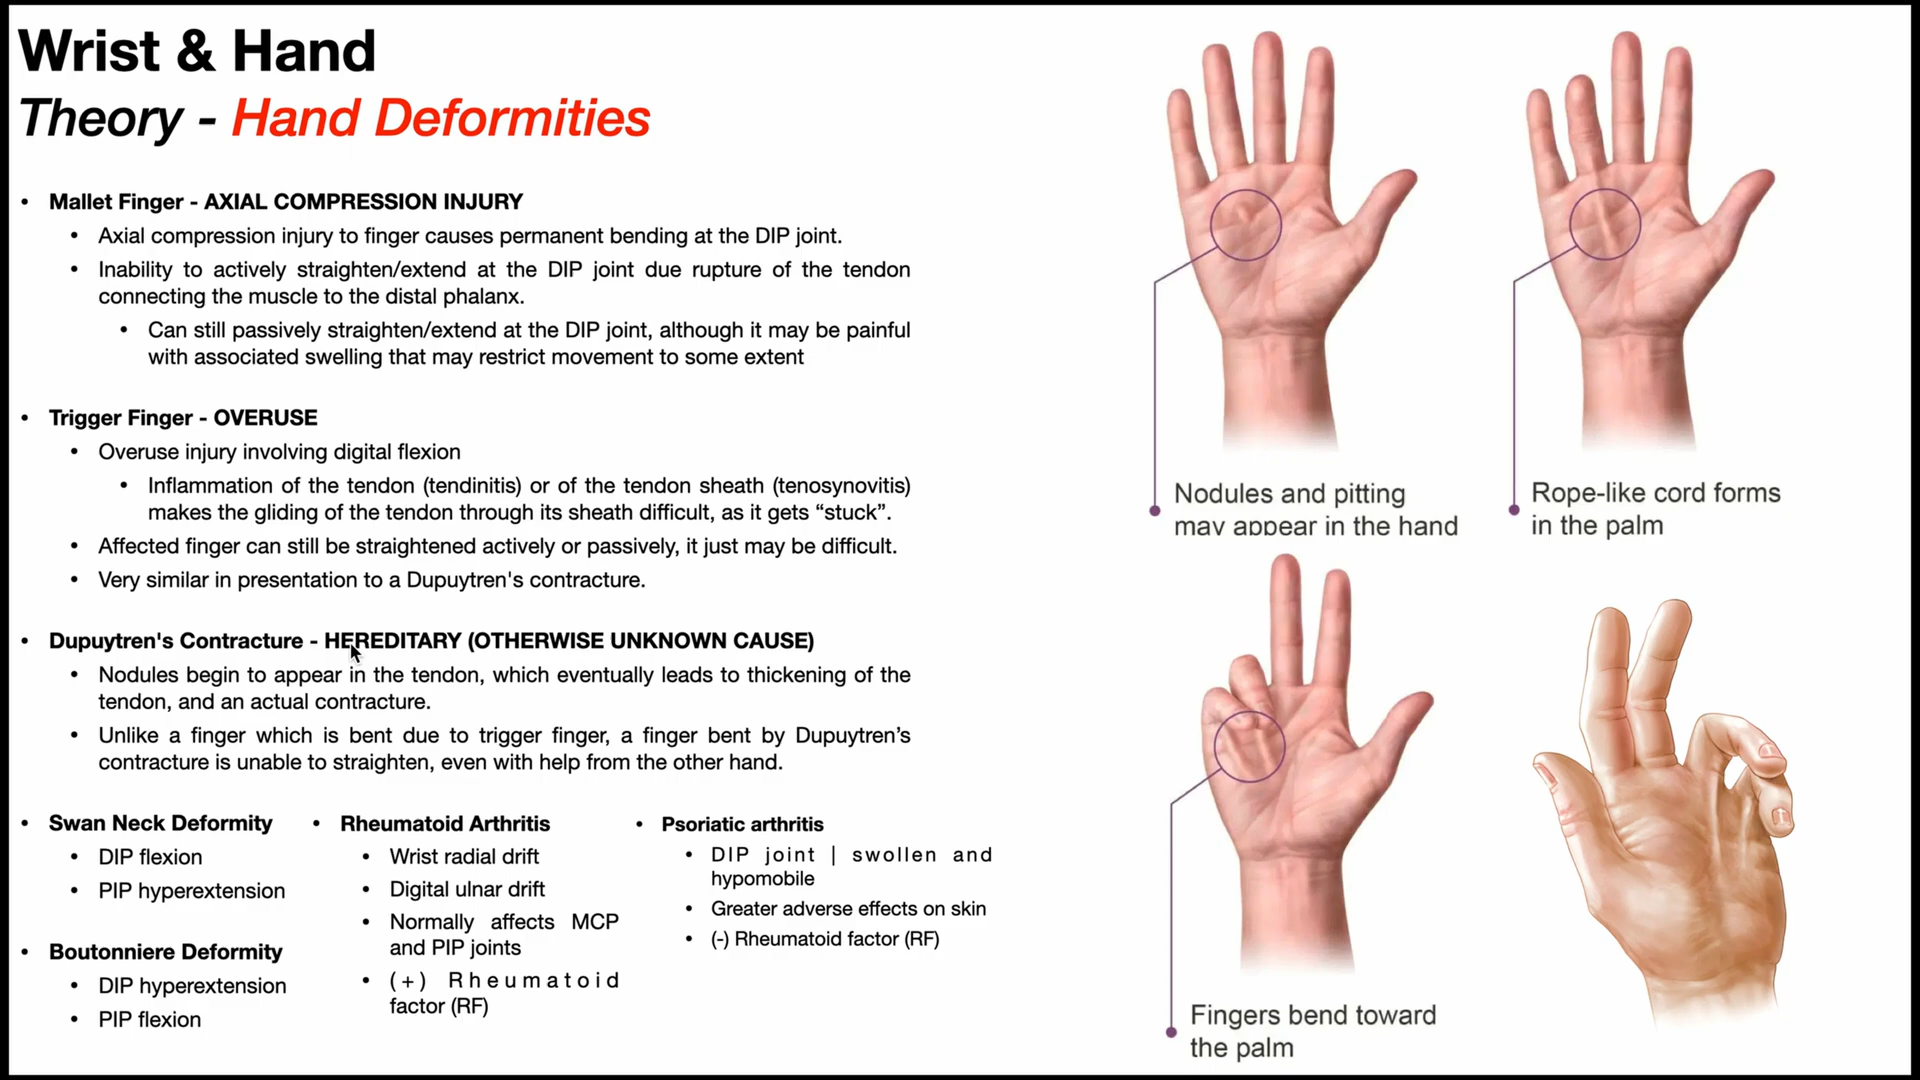 Wrist & Hand
Theory - Hand Deformities
• Mallet Finger - AXIAL COMPRESSION INJURY
• Axial compression injury to finger causes permanent bending at the DIP joint.
• Inability to actively straighten/extend at the DIP joint due rupture of the tendon
connecting the muscle to the distal phalanx.
• Can still passively straighten/extend at the DIP joint, although it may be painful
with associated swelling that may restrict movement to some extent
• Trigger Finger - OVERUSE
• Overuse injury involving digital flexion
• Inflammation of the tendon (tendinitis) or of the tendon sheath (tenosynovitis)
makes the gliding of the tendon through its sheath difficult, as it gets “stuck”.
• Affected finger can still be straightened actively or passively, it just may be difficult.
• Very similar in presentation to a Dupuytren's contracture.
• Dupuytren's Contracture - HEREDITARY (OTHERWISE UNKNOWN CAUSE)
• Nodules begin to appear in the tendon, which eventually leads to thickening of the
tendon, and an actual contracture.
• Unlike a finger which is bent due to trigger finger, a finger bent by Dupuytren’s
contracture is unable to straighten, even with help from the other hand.
• Swan Neck Deformity
• DIP flexion
• PIP hyperextension
• Boutonniere Deformity
• DIP hyperextension
• PIP flexion
• Rheumatoid Arthritis
• Wrist radial drift
• Digital ulnar drift
• Normally affects MCP
and PIP joints
• (+) Rheumatoid
factor (RF)
• Psoriatic arthritis
• DIP joint | swollen and
hypomobile
• Greater adverse effects on skin
• (-) Rheumatoid factor (RF)
Nodules and pitting
may appear in the hand
Rope-like cord forms
in the palm
Fingers bend toward
the palm